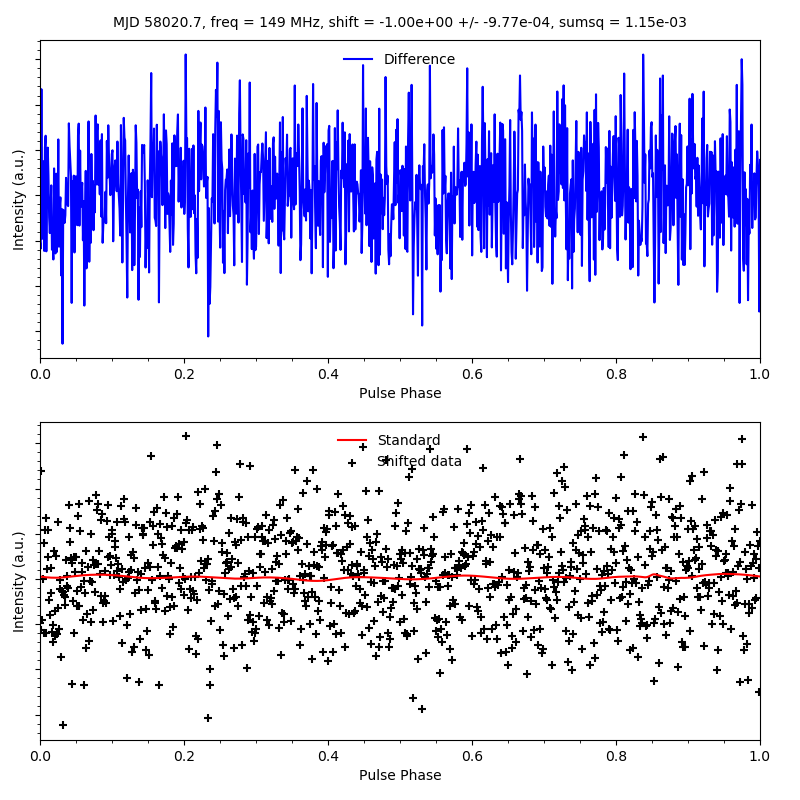 MJD 58020.7, freq = 149 MHz, shift = -1.00e+00 +/- -9.77e-04, sumsq = 1.15e-03
Difference
Intensity (a.u.)
0.0 0.2 0.4 0.6 0.8 1.0
Pulse Phase
Standard
Shifted data
Intensity (a.u.)
0.0 0.2 0.4 0.6 0.8 1.0
Pulse Phase